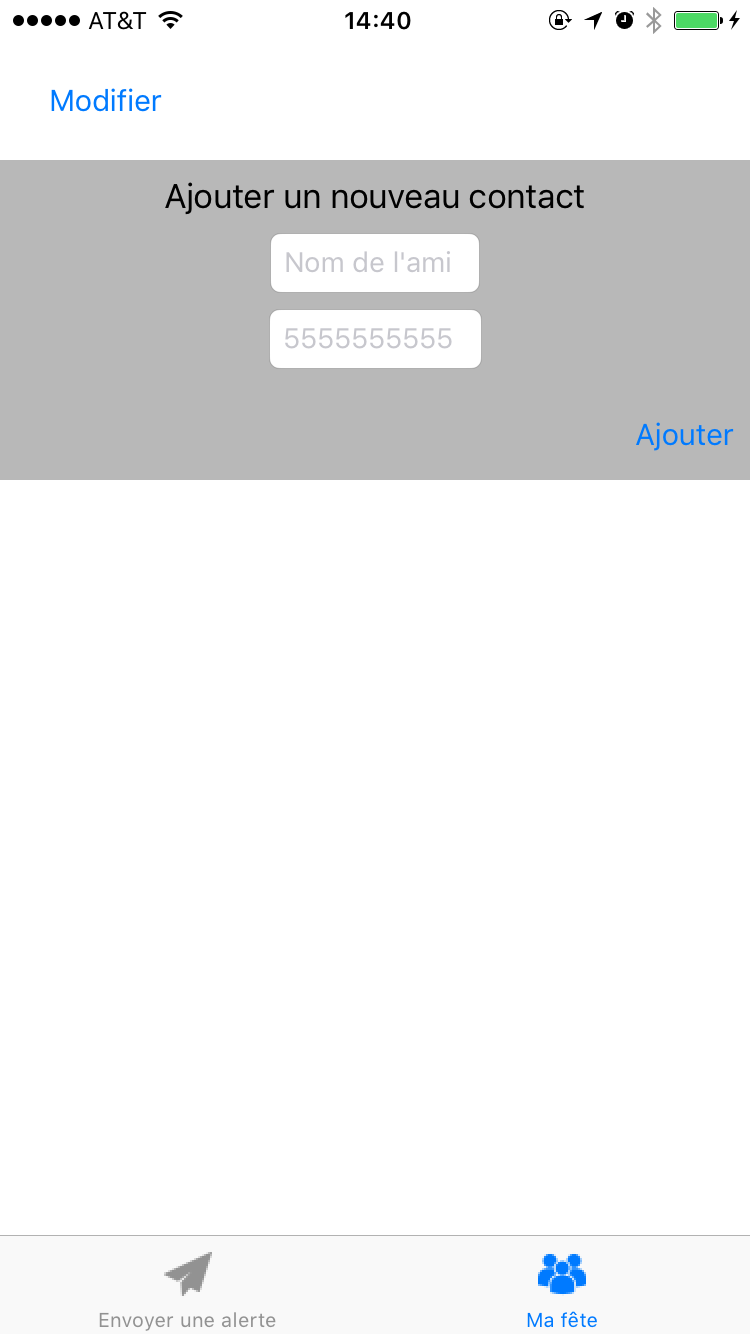 AT&T 14:40
Modifier
Ajouter un nouveau contact
Nom de l'ami
5555555555
Ajouter
Envoyer une alerte Ma fête